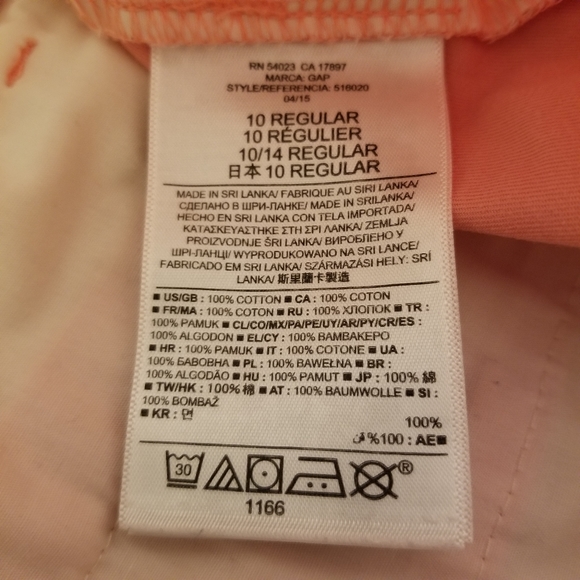 RN 54023 CA 17897
MARCA: GAP
STYLE/REFERENCIA: 516020
04/15
10 REGULAR
10 RÉGULIER
10/14 REGULAR
日本 10 REGULAR
MADE IN SRI LANKA/ FABRIQUE AU SIRI LANKA/
СДЕЛАНО В ШРИ-ЛАНКЕ/ MADE IN SRILANKA/
HECHO EN SRI LANKA CON TELA IMPORTADA/
ΚΑΤΑΣΚΕΥΑΣΤΗΚΕ ΣΤΗ ΣΡΙ ΛΑΝΚΑ/ ZEMLJA
PROIZVODNJE ŠRI LANKA/ ВИРОБЛЕНО У
ШРІ-ЛАНЦІ/ WYPRODUKOWANO NA SRI LANCE/
FABRICADO EM SRI LANKA/ SZÁRMAZÁSI HELY: SRÍ
LANKA/ 斯里蘭卡製造
■ US/GB : 100% COTTON ■ CA : 100% COTON
■ FR/MA : 100% COTON ■ RU : 100% ХЛОПОК ■ TR :
100% PAMUK ■ CL/CO/MX/PA/PE/UY/AR/PY/CR/ES :
100% ALGODON ■ EL/CY : 100% ΒΑΜΒΑΚΕΡΟ
■ HR : 100% PAMUK ■ IT : 100% COTONE ■ UA :
100% БАВОВНА ■ PL : 100% BAWEŁNA ■ BR :
100% ALGODÃO ■ HU : 100% PAMUT ■ JP : 100% 綿
■ TW/HK : 100% 棉 ■ AT : 100% BAUMWOLLE ■ SI :
100% BOMBAŽ
■ KR : 면 100%
■AE : 100% قطن
30 ®
1166